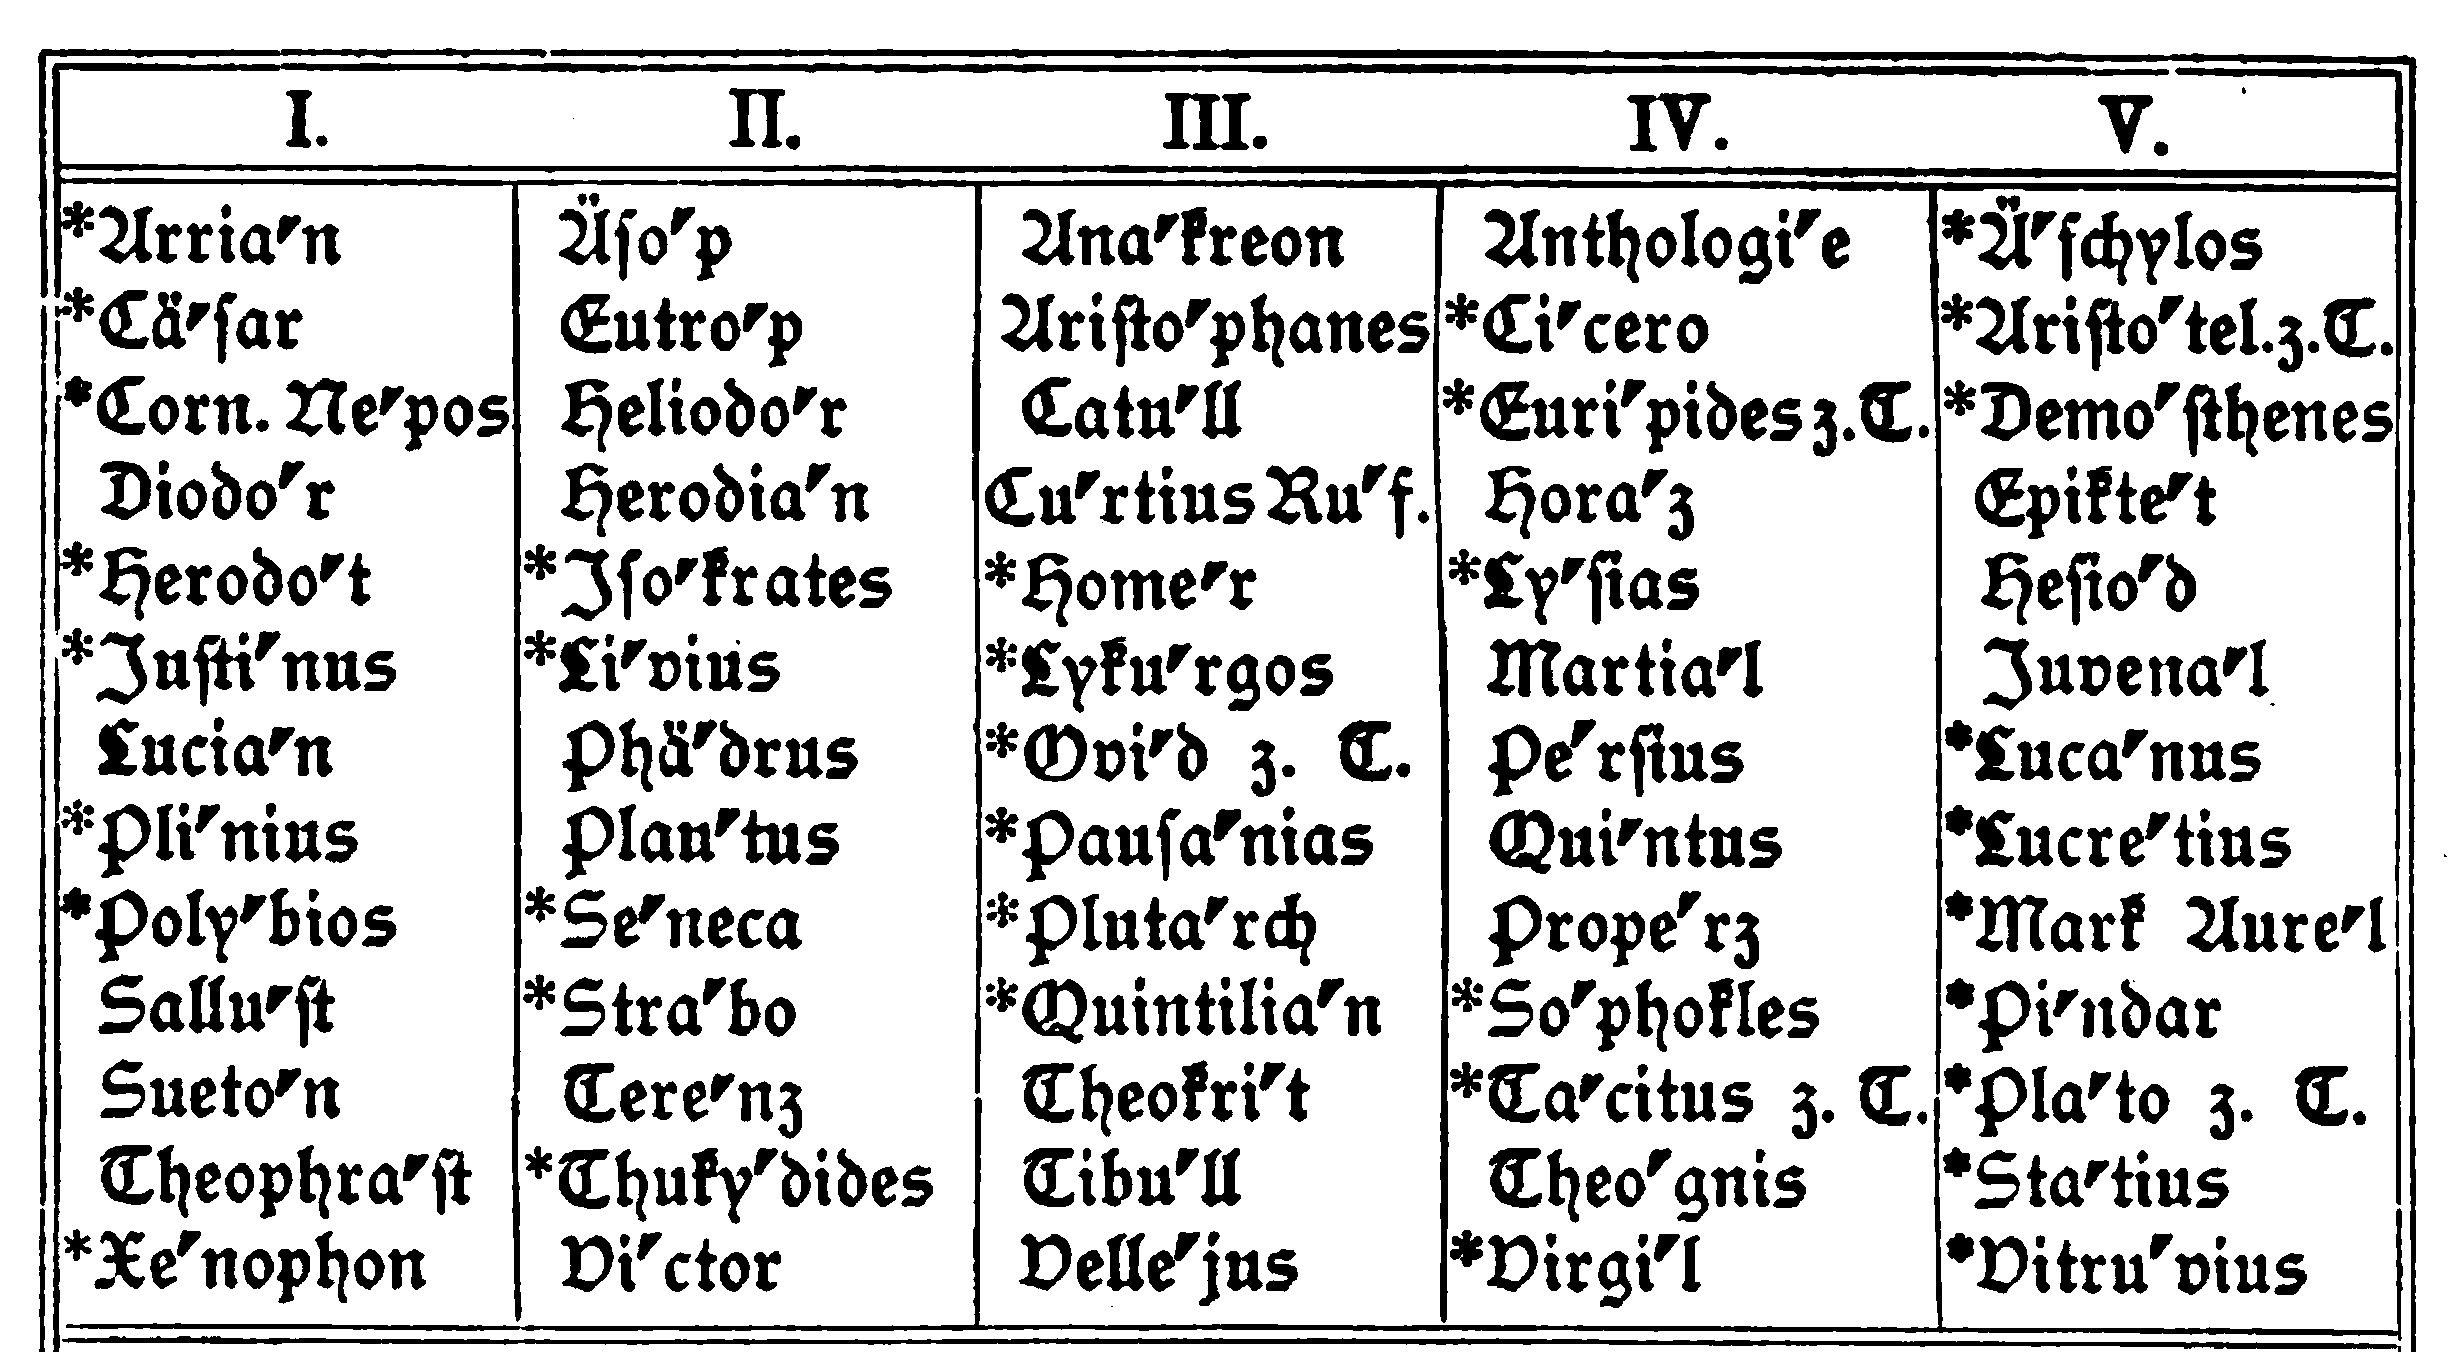 I. II. III. IV. V.
*Arria′n Äſo′p Ana′kreon Anthologi′e *Ä′ſchylos
*Cä′ſar Eutro′p Ariſto′phanes *Ci′cero *Ariſto′tel. z. T.
*Corn. Ne′pos Heliodo′r Catu′ll *Euri′pides z. T. *Demo′ſthenes
Diodo′r Herodia′n Cu′rtius Ru′f. Hora′z Epikte′t
*Herodo′t *Iſo′krates *Home′r *Ly′ſias Heſio′d
*Juſti′nus *Li′vius *Lyku′rgos Martia′l Juvena′l
Lucia′n Phä′drus *Ovi′d z. T. Pe′rſius *Luca′nus
*Pli′nius Plau′tus *Pauſa′nias Qui′ntus *Lucre′tius
*Poly′bios *Se′neca *Pluta′rch Prope′rz *Mark Aure′l
Sallu′ſt *Stra′bo *Quintilia′n *So′phokles *Pi′ndar
Sueto′n Tere′nz Theokri′t *Ta′citus z. T. *Pla′to z. T.
Theophra′ſt *Thuky′dides Tibu′ll Theo′gnis *Sta′tius
*Xe′nophon Vi′ctor Velle′jus *Virgi′l *Vitru′vius